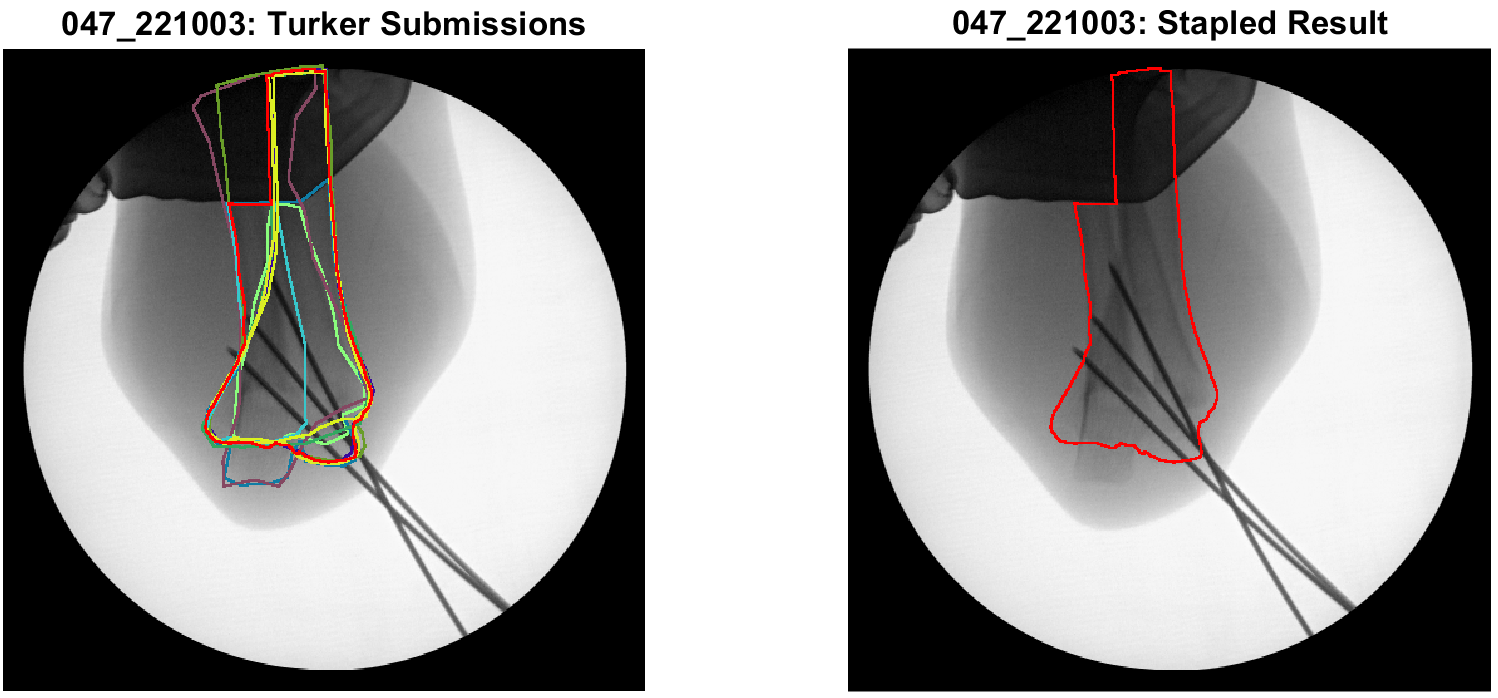 047_221003: Turker Submissions
047_221003: Stapled Result